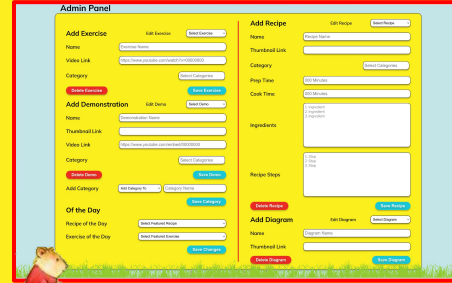 Admin Panel
Add Exercise
Edit Exercise
Select Exercise
Name
Exercise Name
Video Link
https://www.youtube.com/watch?v=00000000
Category
Select Categories
Delete Exercise
Save Exercise
Add Demonstration
Edit Demo
Select Demo
Name
Demonstration Name
Thumbnail Link
Video Link
Category
Select Categories
Delete Demo
Save Demo
Add Category
Add Category To
Category Name
Save Category
Of the Day
Recipe of the Day
Select Featured Recipe
Exercise of the Day
Select Featured Exercise
Save Changes
Add Recipe
Edit Recipe
Select Recipe
Name
Recipe Name
Thumbnail Link
Category
Select Categories
Prep Time
000 Minutes
Cook Time
000 Minutes
Ingredients
1. Ingredient
2. Ingredient
3. Ingredient
Recipe Steps
1. Step
2. Step
3. Step
Delete Recipe
Save Recipe
Add Diagram
Edit Diagram
Select Diagram
Name
Diagram Name
Thumbnail Link
Delete Diagram
Save Diagram